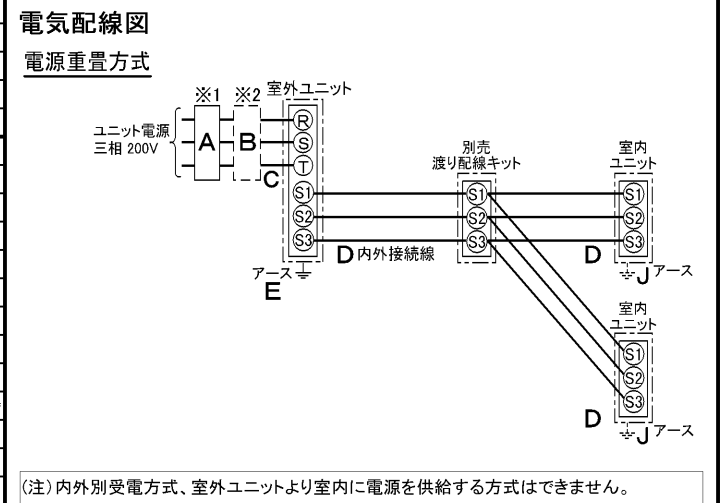 電気配線図
電源重畳方式
※1 ※2 室外ユニット
ユニット電源
三相 200V
A B
R
S
T
C
S1
S2
S3
D 内外接続線
アース
E
別売
渡り配線キット
S1
S2
S3
室内
ユニット
S1
S2
S3
D
J アース
室内
ユニット
S1
S2
S3
D
J アース
(注)内外別受電方式、室外ユニットより室内に電源を供給する方式はできません。